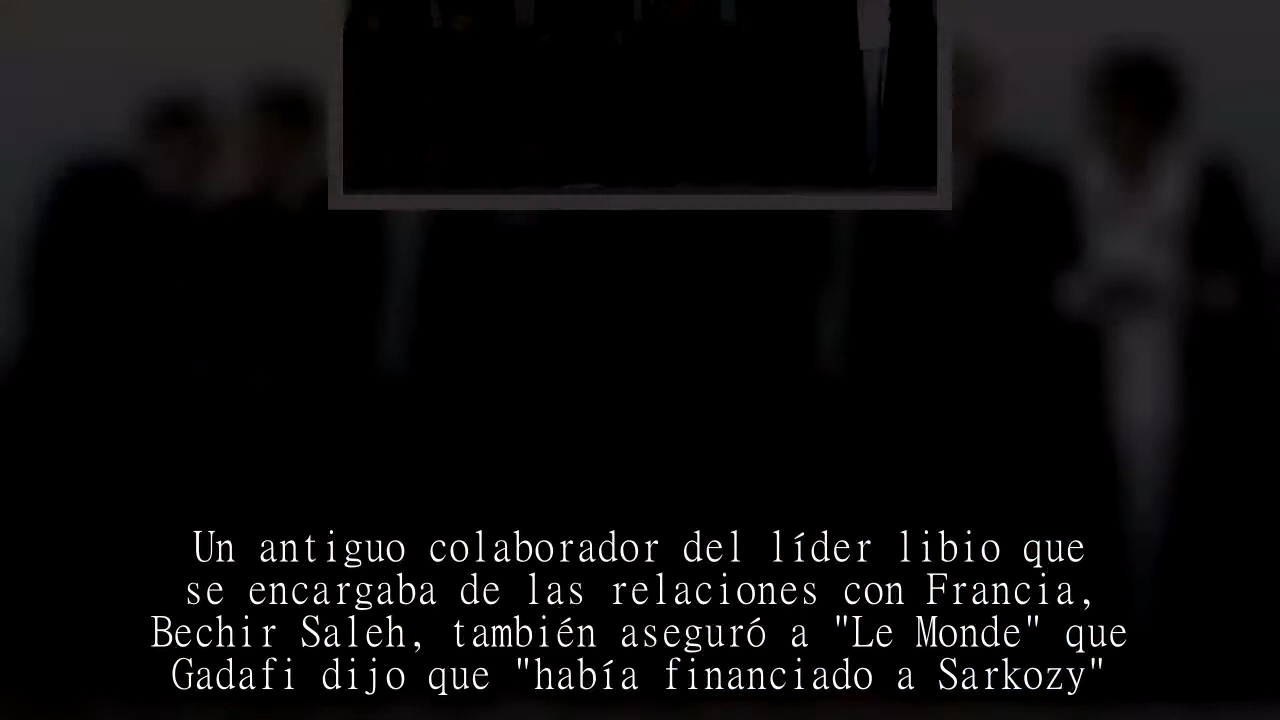 Un antiguo colaborador del líder libio que
se encargaba de las relaciones con Francia,
Bechir Saleh, también aseguró a "Le Monde" que
Gadafi dijo que "había financiado a Sarkozy"